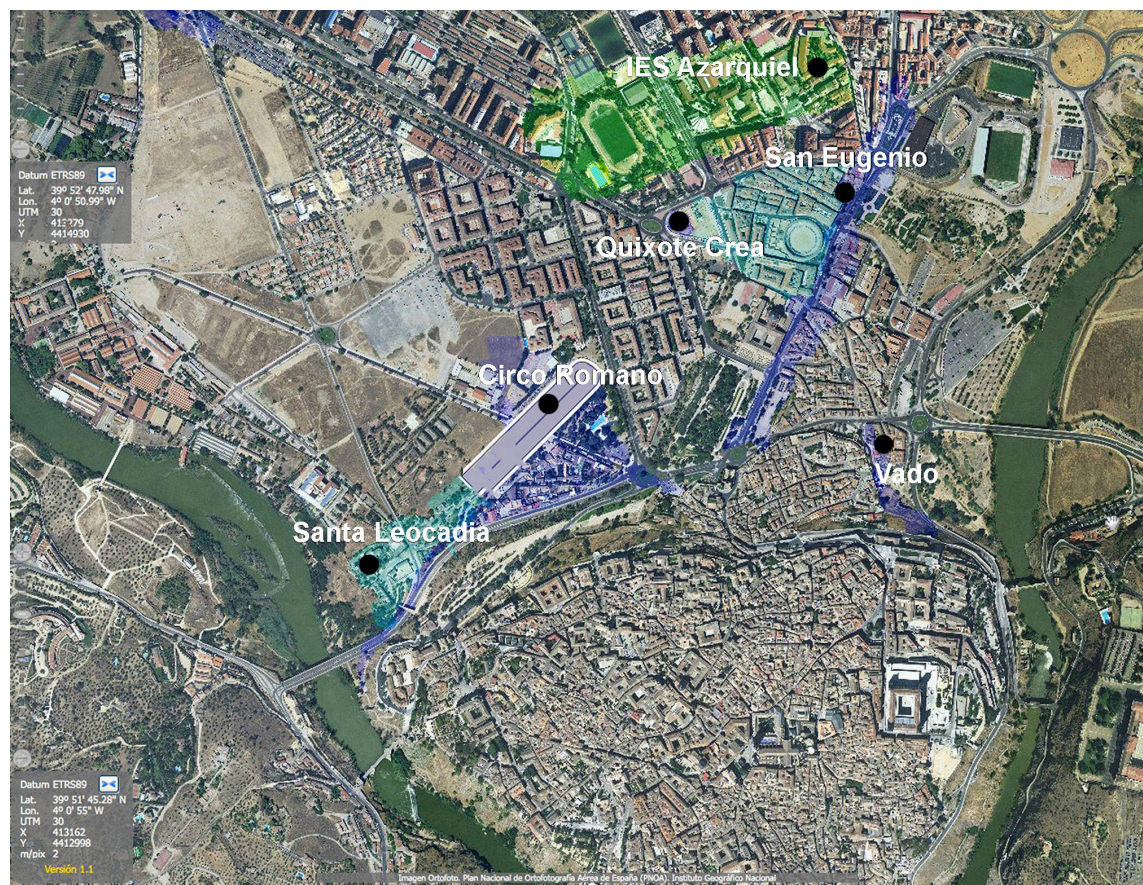 IES Azarquiel
San Eugenio
Datum ETRS89
Lat. 39º 52' 47.98" N
Lon. 4º 0' 50.99" W
UTM 30
X 413279
Y 4414930
Quixote Crea
Circo Romano
Vado
Santa Leocadia
Datum ETRS89
Lat. 39º 51' 45.28" N
Lon. 4º 0' 55" W
UTM 30
X 413162
Y 4412998
m/pix 2
Versión 1.1
Imagen Ortofoto. Plan Nacional de Ortofotografía Aérea de España (PNOA). Instituto Geográfico Nacional